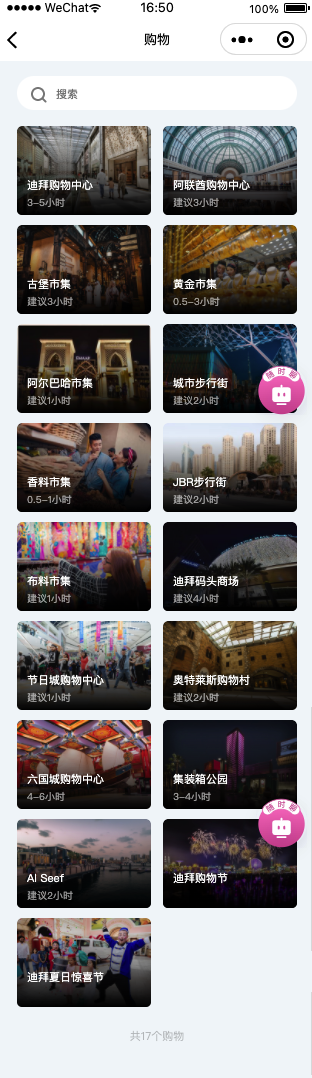 WeChat
16:50
100%
购物
搜索
迪拜购物中心
3-5小时
阿联酋购物中心
建议3小时
古堡市集
建议3小时
黄金市集
0.5-3小时
阿尔巴哈市集
建议1小时
城市步行街
建议2小时
随时聊
香料市集
0.5-1小时
JBR步行街
建议2小时
布料市集
建议1小时
迪拜码头商场
建议4小时
节日城购物中心
建议1小时
奥特莱斯购物村
建议2小时
六国城购物中心
4-6小时
集装箱公园
3-4小时
随时聊
Al Seef
建议2小时
迪拜购物节
迪拜夏日惊喜节
共17个购物